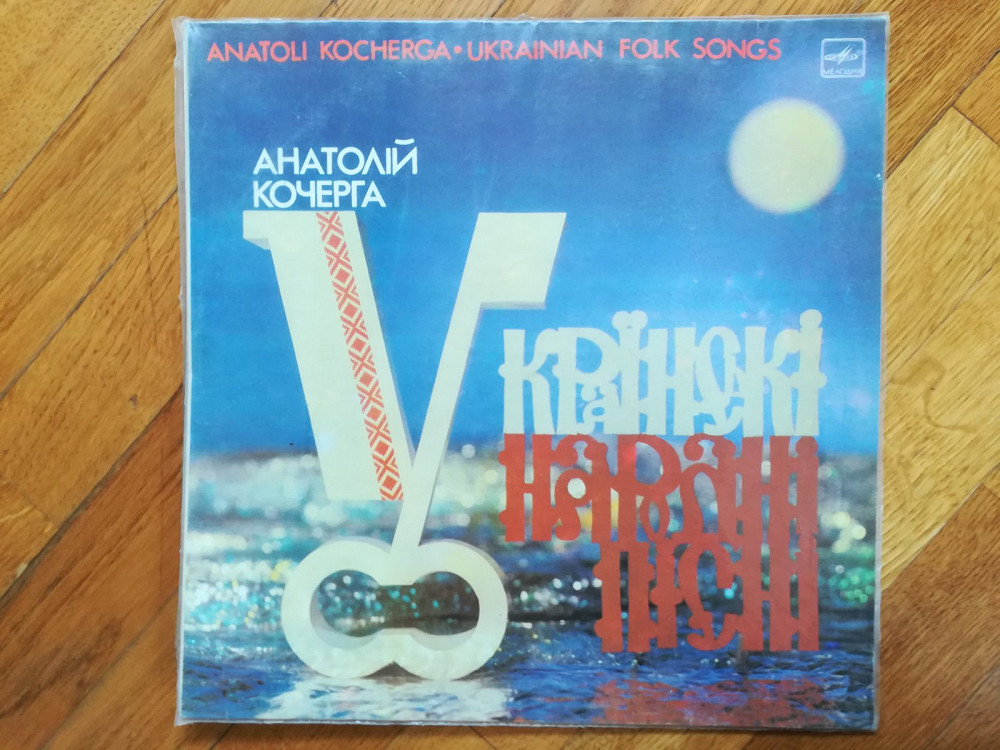 ANATOLI KOCHERGA • UKRAINIAN FOLK SONGS
МЕЛОДИЯ
АНАТОЛІЙ
КОЧЕРГА
УКРАЇНСЬКІ
НАРОДНІ
ПІСНІ